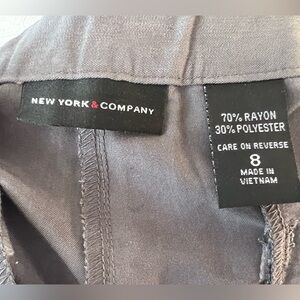 NEW YORK & COMPANY
70% RAYON
30% POLYESTER
CARE ON REVERSE
8
MADE IN
VIETNAM